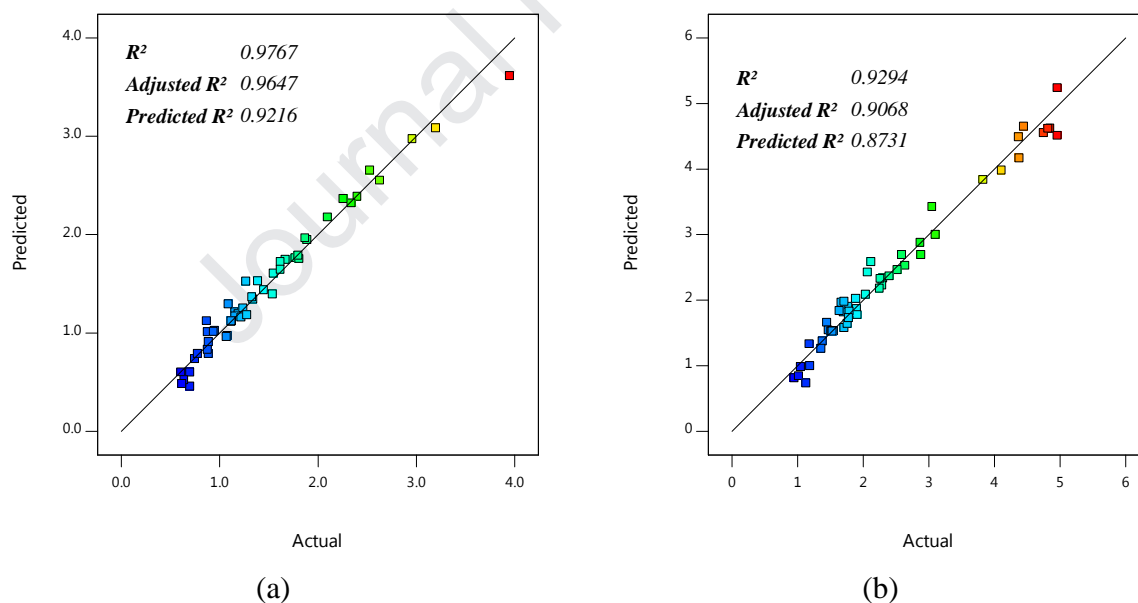 4.0
R² 0.9767
Adjusted R² 0.9647
Predicted R² 0.9216
3.0
2.0
1.0
0.0
Predicted
0.0 1.0 2.0 3.0 4.0
Actual
(a)
6
R² 0.9294
Adjusted R² 0.9068
Predicted R² 0.8731
5
4
3
2
1
0
Predicted
0 1 2 3 4 5 6
Actual
(b)
Journal